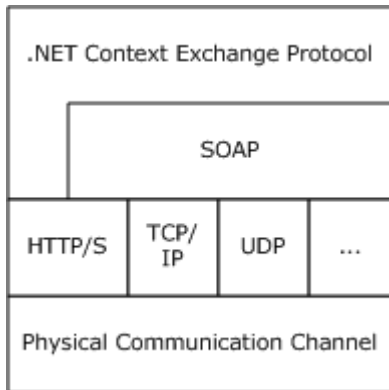 .NET Context Exchange Protocol
SOAP
HTTP/S
TCP/
IP
UDP
...
Physical Communication Channel